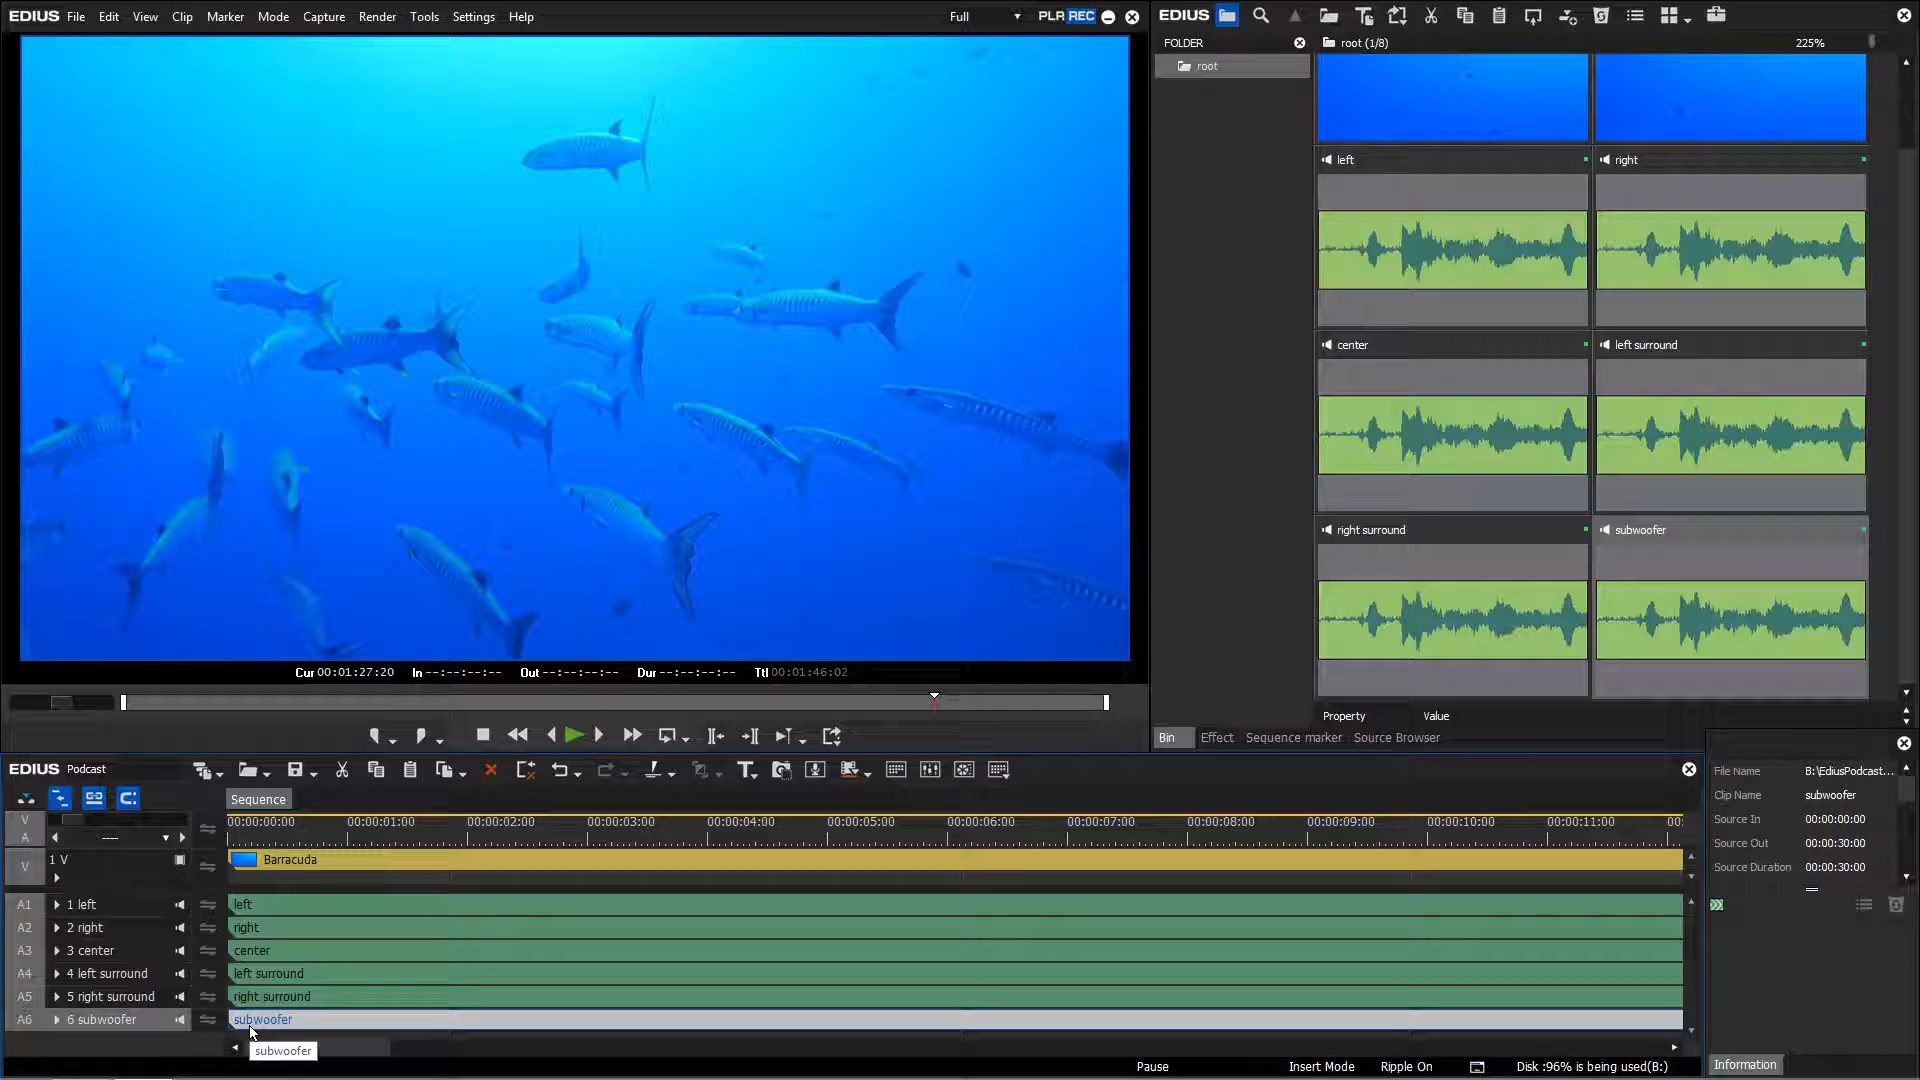 EDIUS File Edit View Clip Marker Mode Capture Render Tools Settings Help Full PLR REC
EDIUS
FOLDER
root (1/8)
225%
root
left
right
center
left surround
right surround
subwoofer
Cur 00:01:27:20 In --:--:--:-- Out --:--:--:-- Dur --:--:--:-- Ttl 00:01:46:02
Property Value
Bin Effect Sequence marker Source Browser
EDIUS Podcast
Sequence
V
A
----
00:00:00:00 00:00:01:00 00:00:02:00 00:00:03:00 00:00:04:00 00:00:05:00 00:00:06:00 00:00:07:00 00:00:08:00 00:00:09:00 00:00:10:00 00:00:11:00 00:
V 1 V Barracuda
A1 1 left left
A2 2 right right
A3 3 center center
A4 4 left surround left surround
A5 5 right surround right surround
A6 6 subwoofer subwoofer
subwoofer
File Name B:\EdiusPodcast...
Clip Name subwoofer
Source In 00:00:00:00
Source Out 00:00:30:00
Source Duration 00:00:30:00
Pause Insert Mode Ripple On Disk :96% is being used(B:)
Information